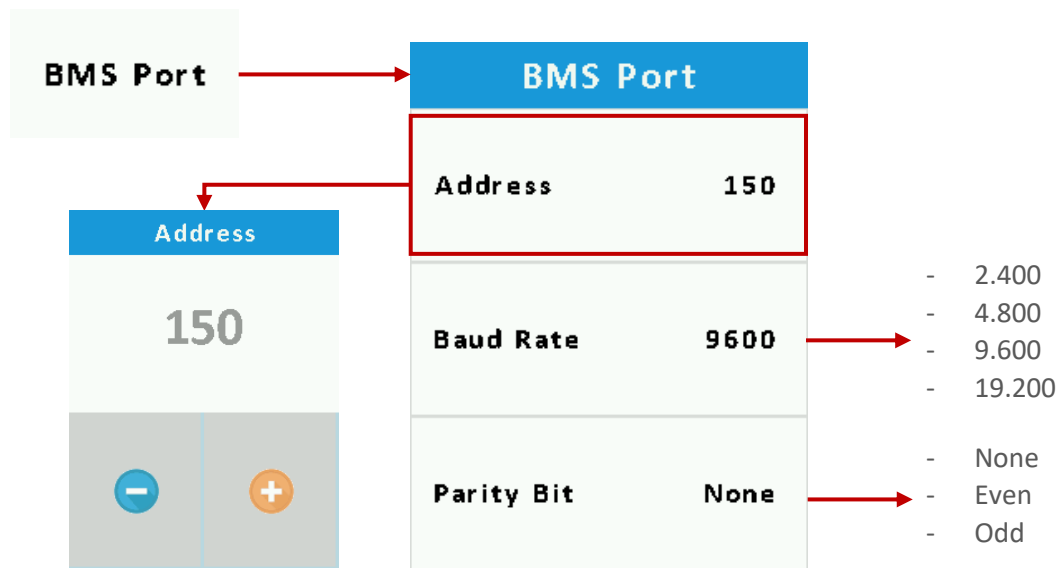 BMS Port
BMS Port
Address 150
Address
150
Baud Rate 9600
- 2.400
- 4.800
- 9.600
- 19.200
Parity Bit None
- None
- Even
- Odd